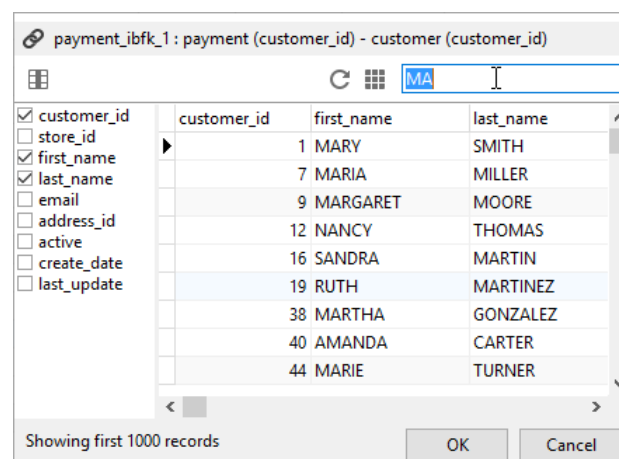 payment_ibfk_1 : payment (customer_id) - customer (customer_id)
MA
customer_id
store_id
first_name
last_name
email
address_id
active
create_date
last_update
customer_id first_name last_name
1 MARY SMITH
7 MARIA MILLER
9 MARGARET MOORE
12 NANCY THOMAS
16 SANDRA MARTIN
19 RUTH MARTINEZ
38 MARTHA GONZALEZ
40 AMANDA CARTER
44 MARIE TURNER
Showing first 1000 records
OK Cancel